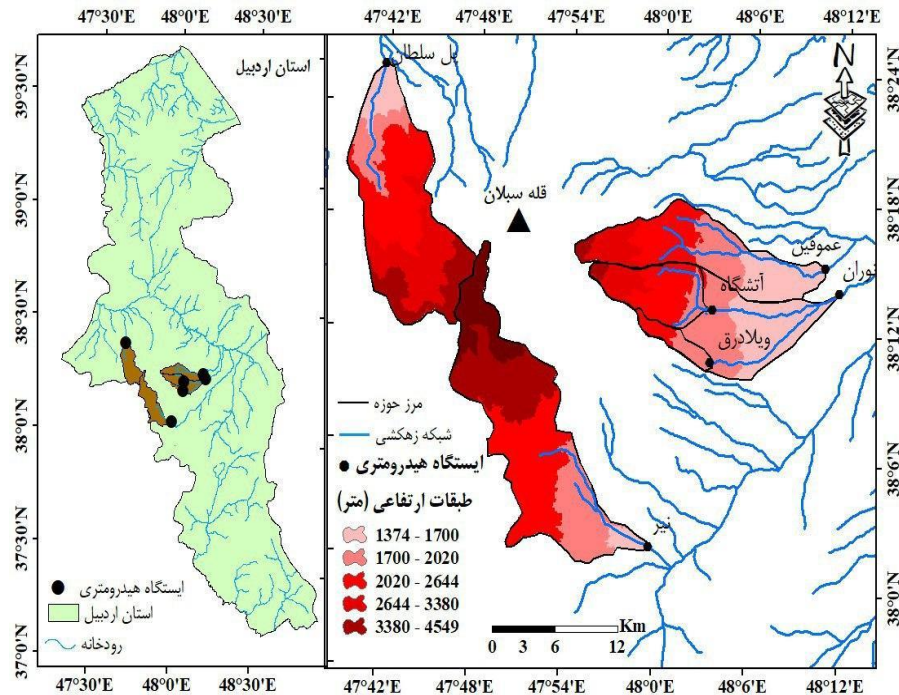 47°30'E 48°0'E 48°30'E
47°42'E 47°48'E 47°54'E 48°0'E 48°6'E 48°12'E
استان اردبیل
39°30'N
39°0'N
38°30'N
38°0'N
37°30'N
37°0'N
ایستگاه هیدرومتری
استان اردبیل
رودخانه
47°30'E 48°0'E 48°30'E
پل سلطان
N
قله سبلان
عموقین
نوران
آتشگاه
ویلادرق
نیر
مرز حوزه
شبکه زهکشی
ایستگاه هیدرومتری
طبقات ارتفاعی (متر)
1374 - 1700
1700 - 2020
2020 - 2644
2644 - 3380
3380 - 4549
Km
0 3 6 12
38°24'N
38°18'N
38°12'N
38°6'N
38°0'N
47°42'E 47°48'E 47°54'E 48°0'E 48°6'E 48°12'E